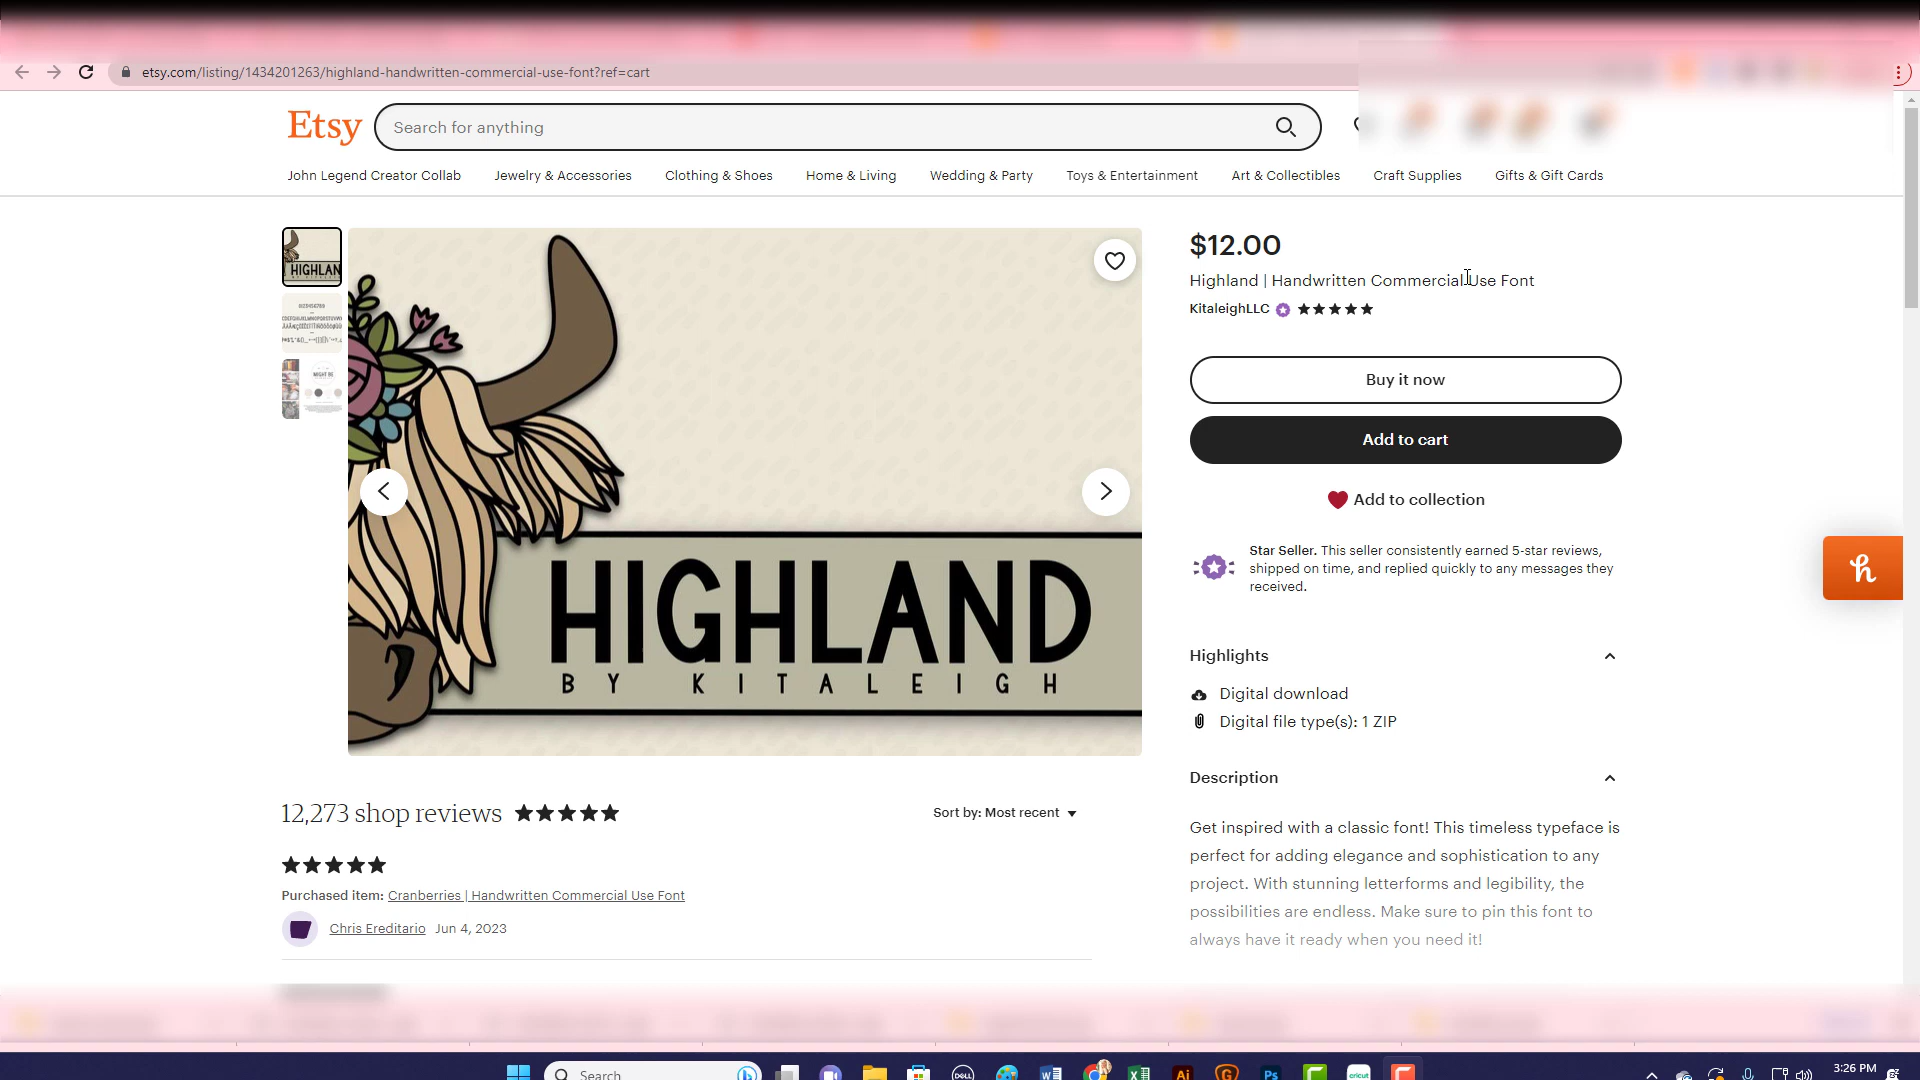 etsy.com/listing/1434201263/highland-handwritten-commercial-use-font?ref=cart
Etsy
Search for anything
John Legend Creator Collab
Jewelry & Accessories
Clothing & Shoes
Home & Living
Wedding & Party
Toys & Entertainment
Art & Collectibles
Craft Supplies
Gifts & Gift Cards
HIGHLAN
HIGHLAND
BY KITALEIGH
$12.00
Highland | Handwritten Commercial Use Font
KitaleighLLC
Buy it now
Add to cart
Add to collection
Star Seller. This seller consistently earned 5-star reviews,
shipped on time, and replied quickly to any messages they
received.
Highlights
Digital download
Digital file type(s): 1 ZIP
Description
Get inspired with a classic font! This timeless typeface is
perfect for adding elegance and sophistication to any
project. With stunning letterforms and legibility, the
possibilities are endless. Make sure to pin this font to
always have it ready when you need it!
12,273 shop reviews
Sort by: Most recent
Purchased item: Cranberries | Handwritten Commercial Use Font
Chris Ereditario Jun 4, 2023
Search
DELL
Ai
Ps
cricut
3:26 PM